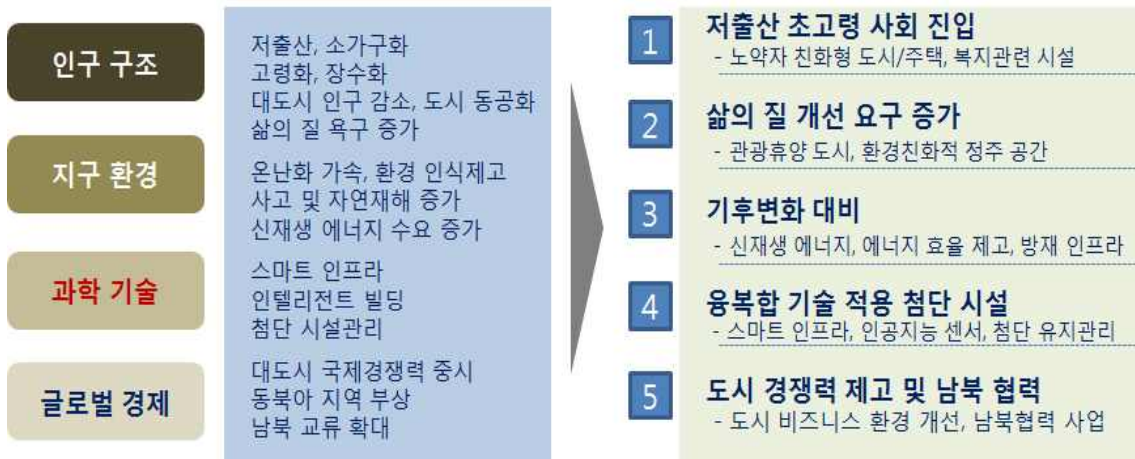 인구 구조
저출산, 소가구화
고령화, 장수화
대도시 인구 감소, 도시 동공화
삶의 질 욕구 증가
지구 환경
온난화 가속, 환경 인식제고
사고 및 자연재해 증가
신재생 에너지 수요 증가
과학 기술
스마트 인프라
인텔리전트 빌딩
첨단 시설관리
글로벌 경제
대도시 국제경쟁력 중시
동북아 지역 부상
남북 교류 확대
1
저출산 초고령 사회 진입
- 노약자 친화형 도시/주택, 복지관련 시설
2
삶의 질 개선 요구 증가
- 관광휴양 도시, 환경친화적 정주 공간
3
기후변화 대비
- 신재생 에너지, 에너지 효율 제고, 방재 인프라
4
융복합 기술 적용 첨단 시설
- 스마트 인프라, 인공지능 센서, 첨단 유지관리
5
도시 경쟁력 제고 및 남북 협력
- 도시 비즈니스 환경 개선, 남북협력 사업